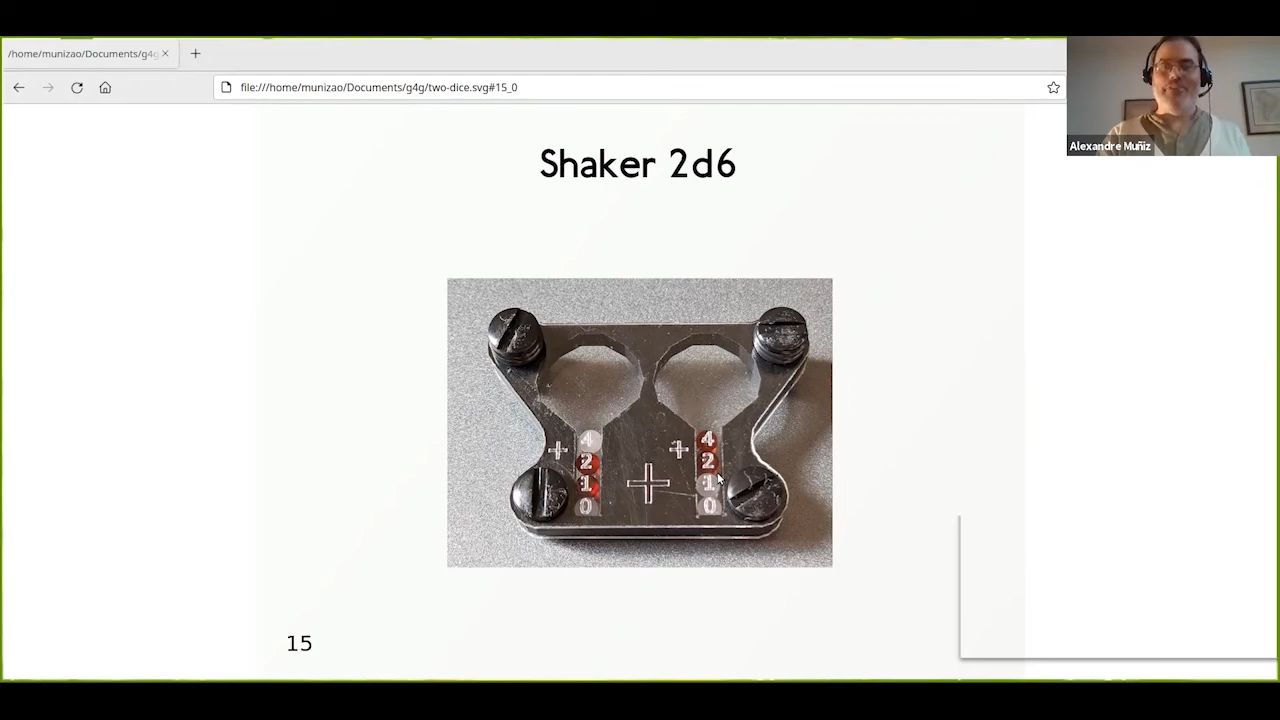 /home/munizao/Documents/g4g
file:///home/munizao/Documents/g4g/two-dice.svg#15_0
Alexandre Muñiz
Shaker 2d6
4 4
+ +
2 2
1 + 1
0 0
15